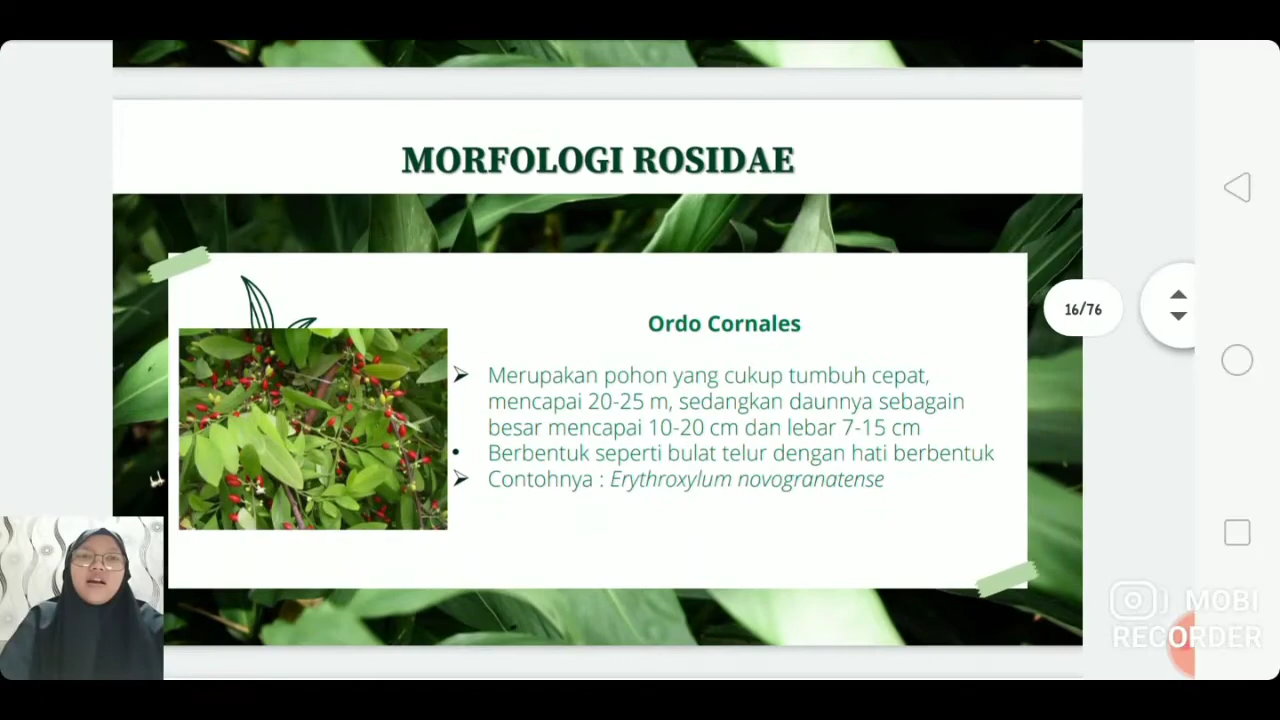 MORFOLOGI ROSIDAE
Ordo Cornales
16/76
Merupakan pohon yang cukup tumbuh cepat,
mencapai 20-25 m, sedangkan daunnya sebagain
besar mencapai 10-20 cm dan lebar 7-15 cm
Berbentuk seperti bulat telur dengan hati berbentuk
Contohnya : Erythroxylum novogranatense
MOBI
RECORDER